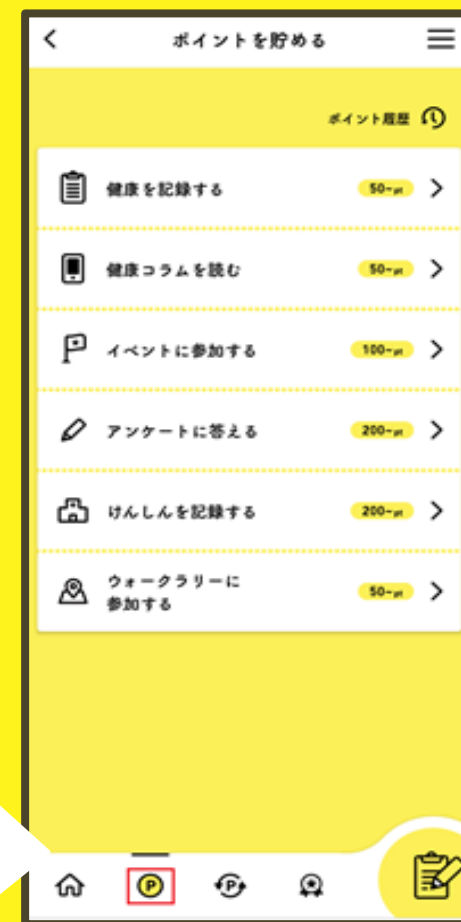 ポイントを貯める
ポイント履歴
健康を記録する
50~pt
健康コラムを読む
50~pt
イベントに参加する
100~pt
アンケートに答える
200~pt
けんしんを記録する
200~pt
ウォークラリーに
参加する
50~pt
P
P